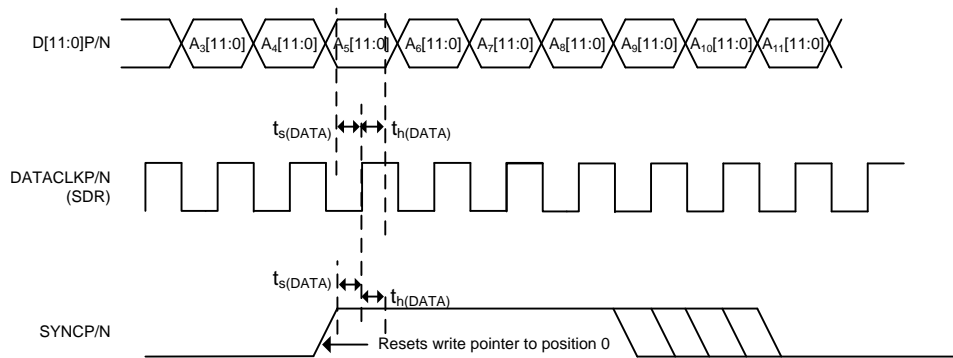 D[11:0]P/N
A3[11:0] A4[11:0] A5[11:0] A6[11:0] A7[11:0] A8[11:0] A9[11:0] A10[11:0] A11[11:0]
ts(DATA) th(DATA)
DATACLKP/N
(SDR)
ts(DATA)
th(DATA)
SYNCP/N
Resets write pointer to position 0